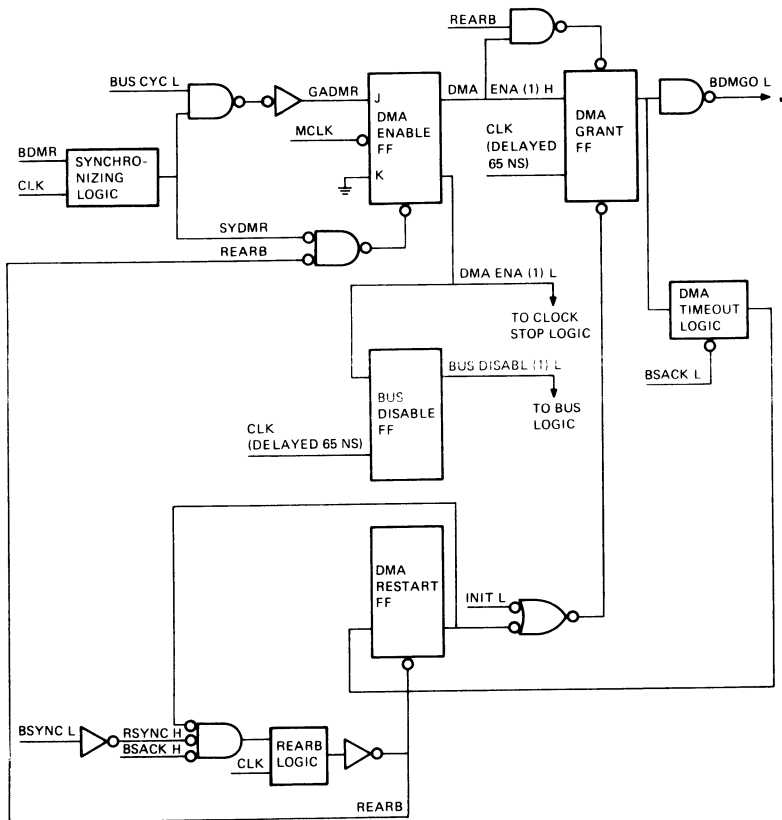 REARB
BUS CYC L
GADMR
J
DMA
ENABLE
FF
K
MCLK
DMA ENA (1) H
DMA
GRANT
FF
BDMGO L
CLK
(DELAYED
65 NS)
BDMR
CLK
SYNCHRO-
NIZING
LOGIC
SYDMR
REARB
DMA ENA (1) L
TO CLOCK
STOP LOGIC
DMA
TIMEOUT
LOGIC
BSACK L
BUS DISABL (1) L
TO BUS
LOGIC
BUS
DISABLE
FF
CLK
(DELAYED 65 NS)
DMA
RESTART
FF
INIT L
BSYNC L
RSYNC H
BSACK H
CLK
REARB
LOGIC
REARB